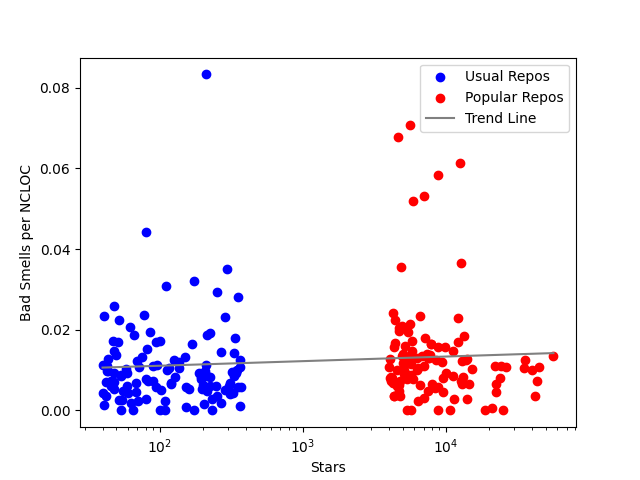 Usual Repos
Popular Repos
Trend Line
Bad Smells per NCLOC
0.08
0.06
0.04
0.02
0.00
10²
10³
10⁴
Stars